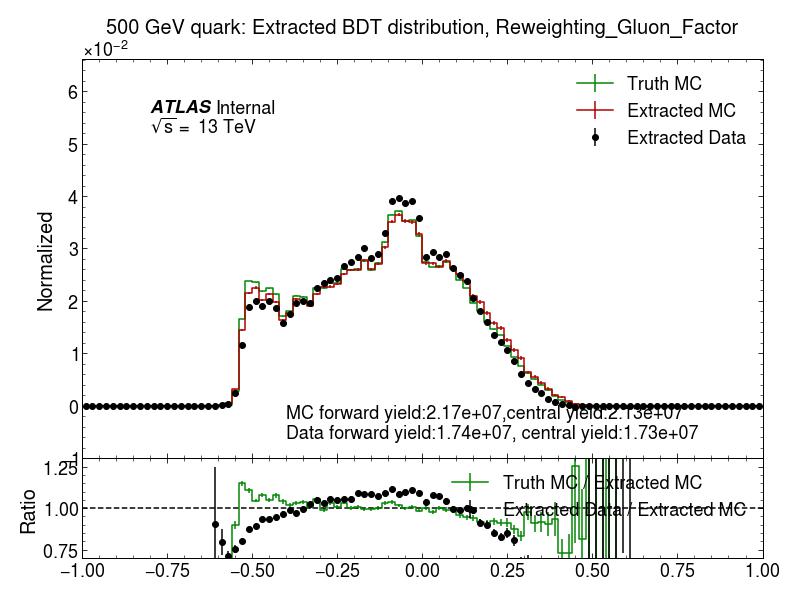 500 GeV quark: Extracted BDT distribution, Reweighting_Gluon_Factor
×10⁻²
ATLAS Internal
√s = 13 TeV
Truth MC
Extracted MC
Extracted Data
Normalized
6
5
4
3
2
1
0
1
MC forward yield:2.17e+07,central yield:2.13e+07
Data forward yield:1.74e+07, central yield:1.73e+07
Truth MC / Extracted MC
Extracted Data / Extracted MC
Ratio
1.25
1.00
0.75
−1.00 −0.75 −0.50 −0.25 0.00 0.25 0.50 0.75 1.00